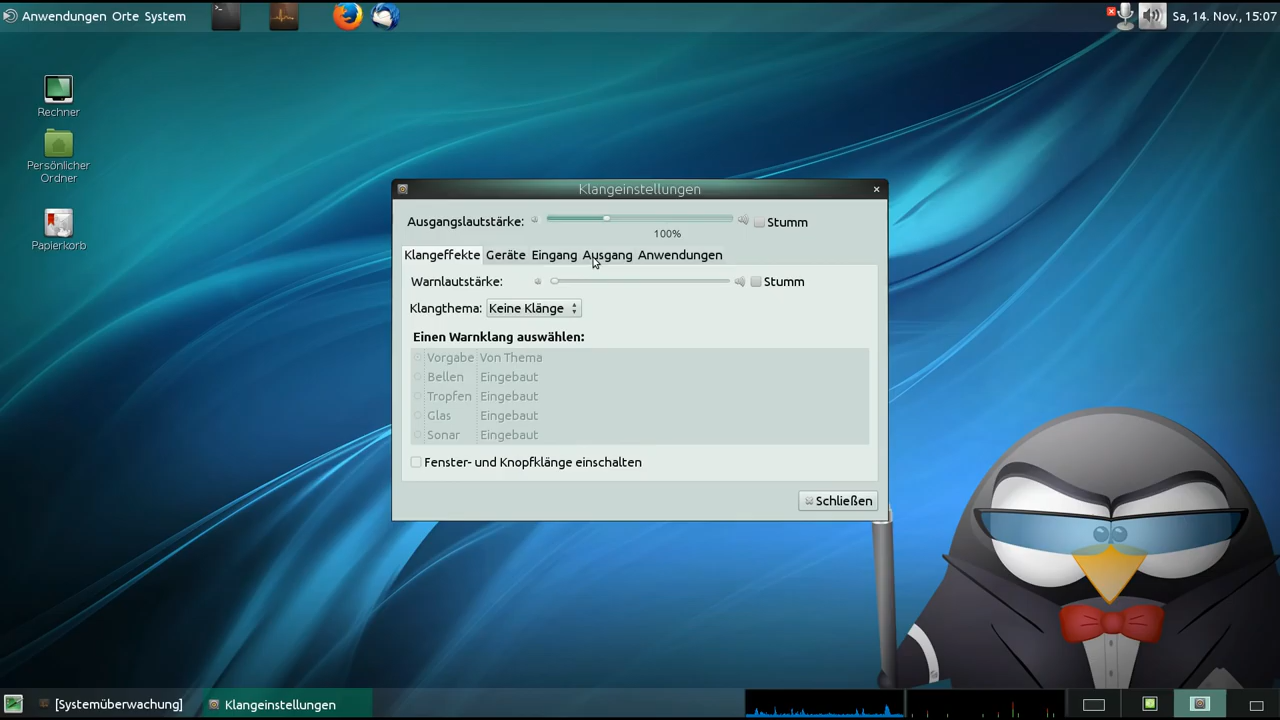 Anwendungen Orte System
Sa, 14. Nov., 15:07
Rechner
Persönlicher
Ordner
Papierkorb
Klangeinstellungen
Ausgangslautstärke:
Stumm
100%
Klangeffekte Geräte Eingang Ausgang Anwendungen
Warnlautstärke:
Stumm
Klangthema: Keine Klänge
Einen Warnklang auswählen:
Vorgabe Von Thema
Bellen Eingebaut
Tropfen Eingebaut
Glas Eingebaut
Sonar Eingebaut
Fenster- und Knopfklänge einschalten
Schließen
[Systemüberwachung]
Klangeinstellungen